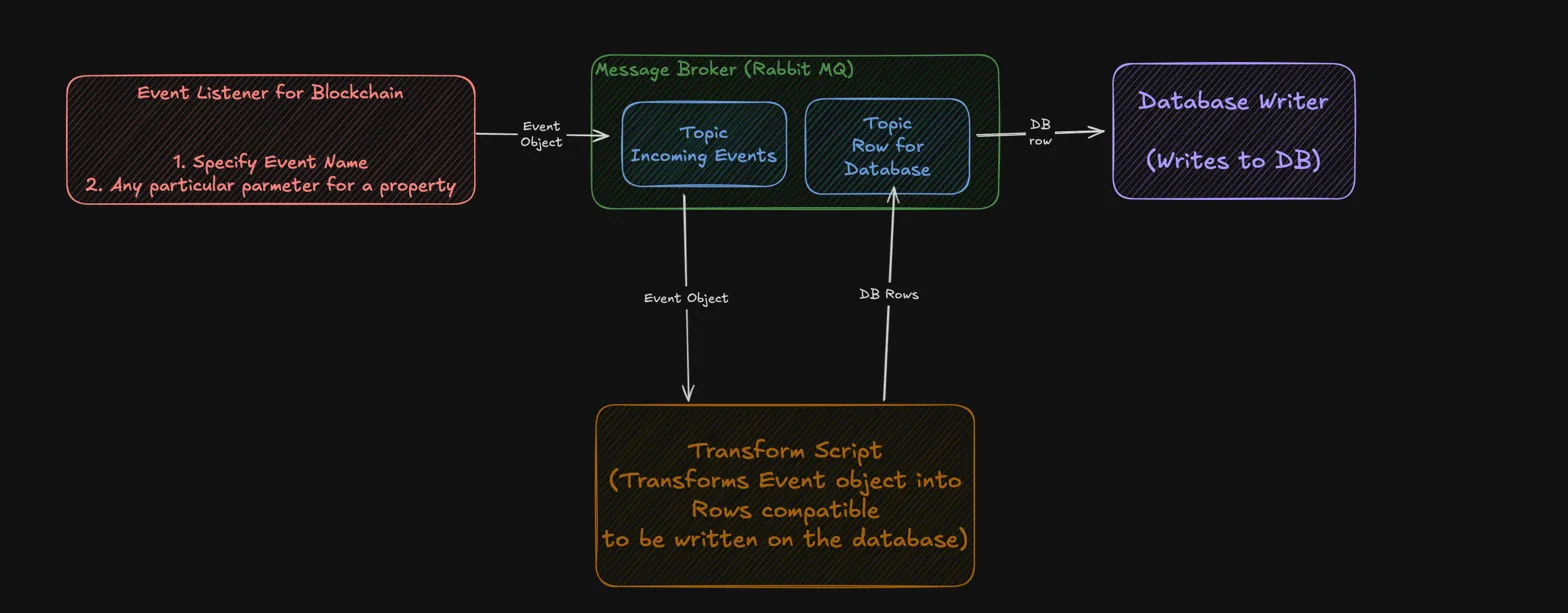 Event Listener for Blockchain
1. Specify Event Name
2. Any particular parmeter for a property
Event
Object
Message Broker (Rabbit MQ)
Topic
Incoming Events
Topic
Row for
Database
DB
row
Database Writer
(Writes to DB)
Event Object
DB Rows
Transform Script
(Transforms Event object into
Rows compatible
to be written on the database)